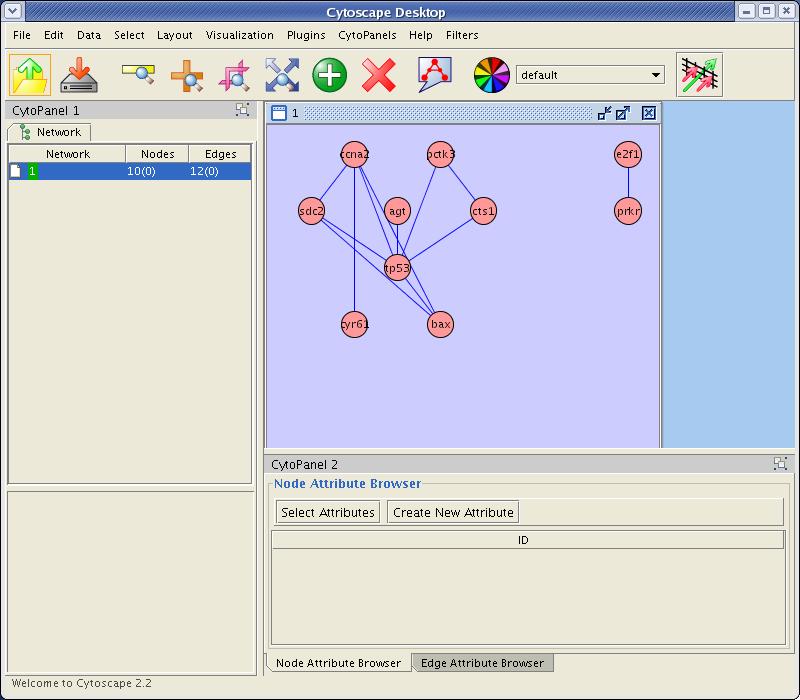 Cytoscape Desktop
File Edit Data Select Layout Visualization Plugins CytoPanels Help Filters
default
CytoPanel 1
1
Network
Network Nodes Edges
1 10(0) 12(0)
ccna2 pctk3 e2f1
sdc2 agt cts1 prkr
tp53
cyr61 bax
CytoPanel 2
Node Attribute Browser
Select Attributes Create New Attribute
ID
Node Attribute Browser Edge Attribute Browser
Welcome to Cytoscape 2.2